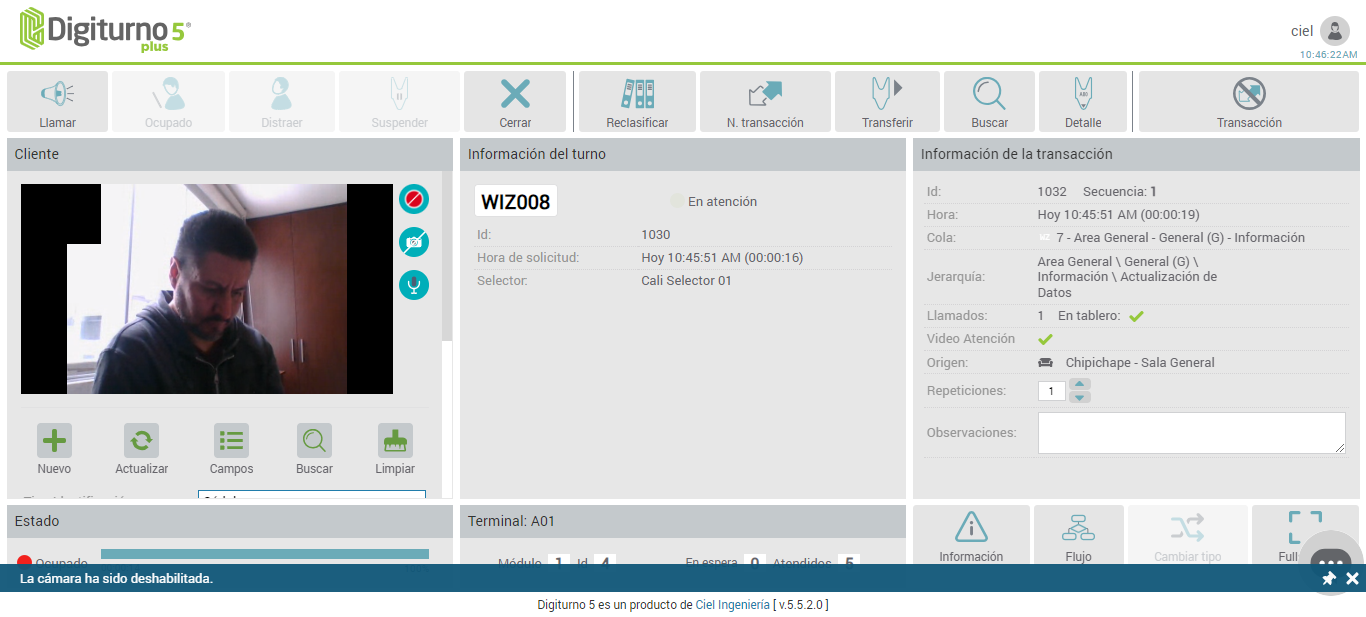 Digiturno 5®
plus
ciel
10:46:22AM
Llamar
Ocupado
Distraer
Suspender
Cerrar
Reclasificar
N. transacción
Transferir
Buscar
Detalle
Transacción
Cliente
Nuevo
Actualizar
Campos
Buscar
Limpiar
Información del turno
WIZ008
En atención
Id: 1030
Hora de solicitud: Hoy 10:45:51 AM (00:00:16)
Selector: Cali Selector 01
Información de la transacción
Id: 1032 Secuencia: 1
Hora: Hoy 10:45:51 AM (00:00:19)
Cola: 7 - Area General - General (G) - Información
Jerarquía: Area General \ General (G) \
Información \ Actualización de
Datos
Llamados: 1 En tablero:
Video Atención
Origen: Chipichape - Sala General
Repeticiones: 1
Observaciones:
Estado
Ocupado
Terminal: A01
Módulo 1 Id 4 En espera 0 Atendidos 5
Información
Flujo
Cambiar tipo
Full
La cámara ha sido deshabilitada.
Digiturno 5 es un producto de Ciel Ingeniería [ v.5.5.2.0 ]